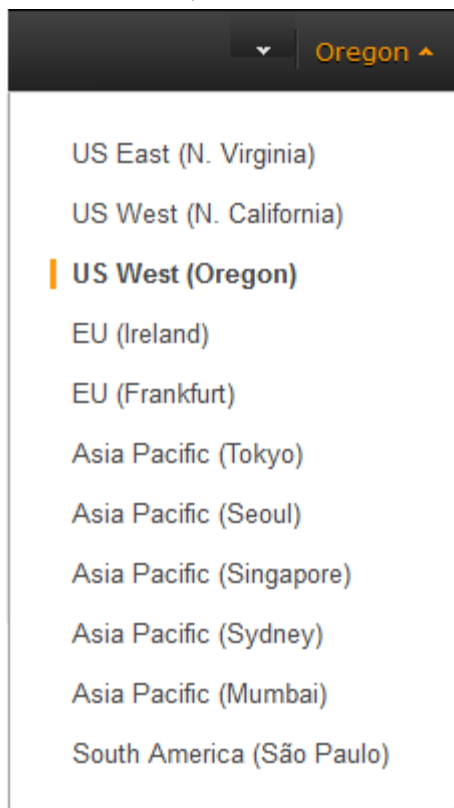 Oregon
US East (N. Virginia)
US West (N. California)
US West (Oregon)
EU (Ireland)
EU (Frankfurt)
Asia Pacific (Tokyo)
Asia Pacific (Seoul)
Asia Pacific (Singapore)
Asia Pacific (Sydney)
Asia Pacific (Mumbai)
South America (São Paulo)